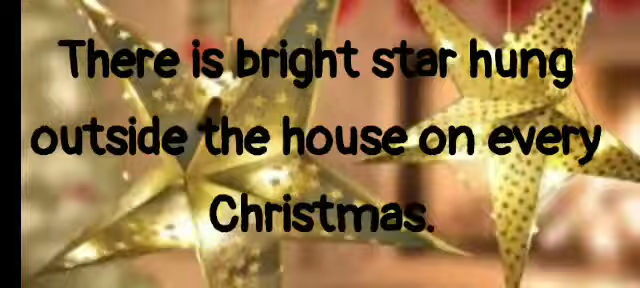 There is bright star hung
outside the house on every
Christmas.